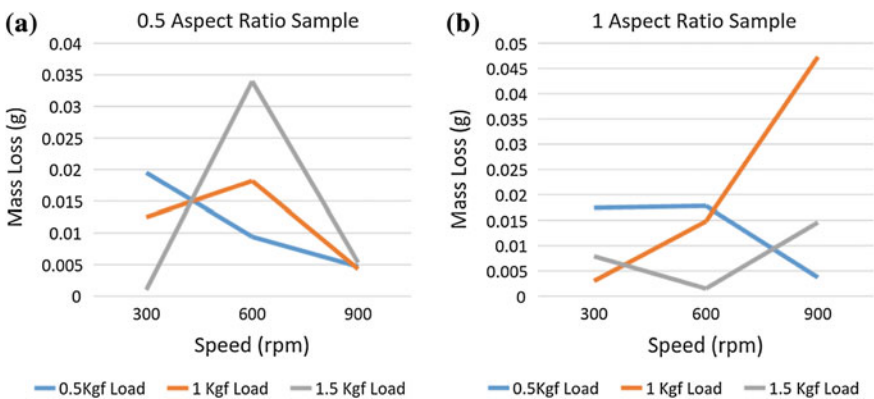 (a)
0.5 Aspect Ratio Sample
Mass Loss (g)
0.04
0.035
0.03
0.025
0.02
0.015
0.01
0.005
0
300 600 900
Speed (rpm)
0.5Kgf Load 1 Kgf Load 1.5 Kgf Load
(b)
1 Aspect Ratio Sample
Mass Loss (g)
0.05
0.045
0.04
0.035
0.03
0.025
0.02
0.015
0.01
0.005
0
300 600 900
Speed (rpm)
0.5Kgf Load 1 Kgf Load 1.5 Kgf Load